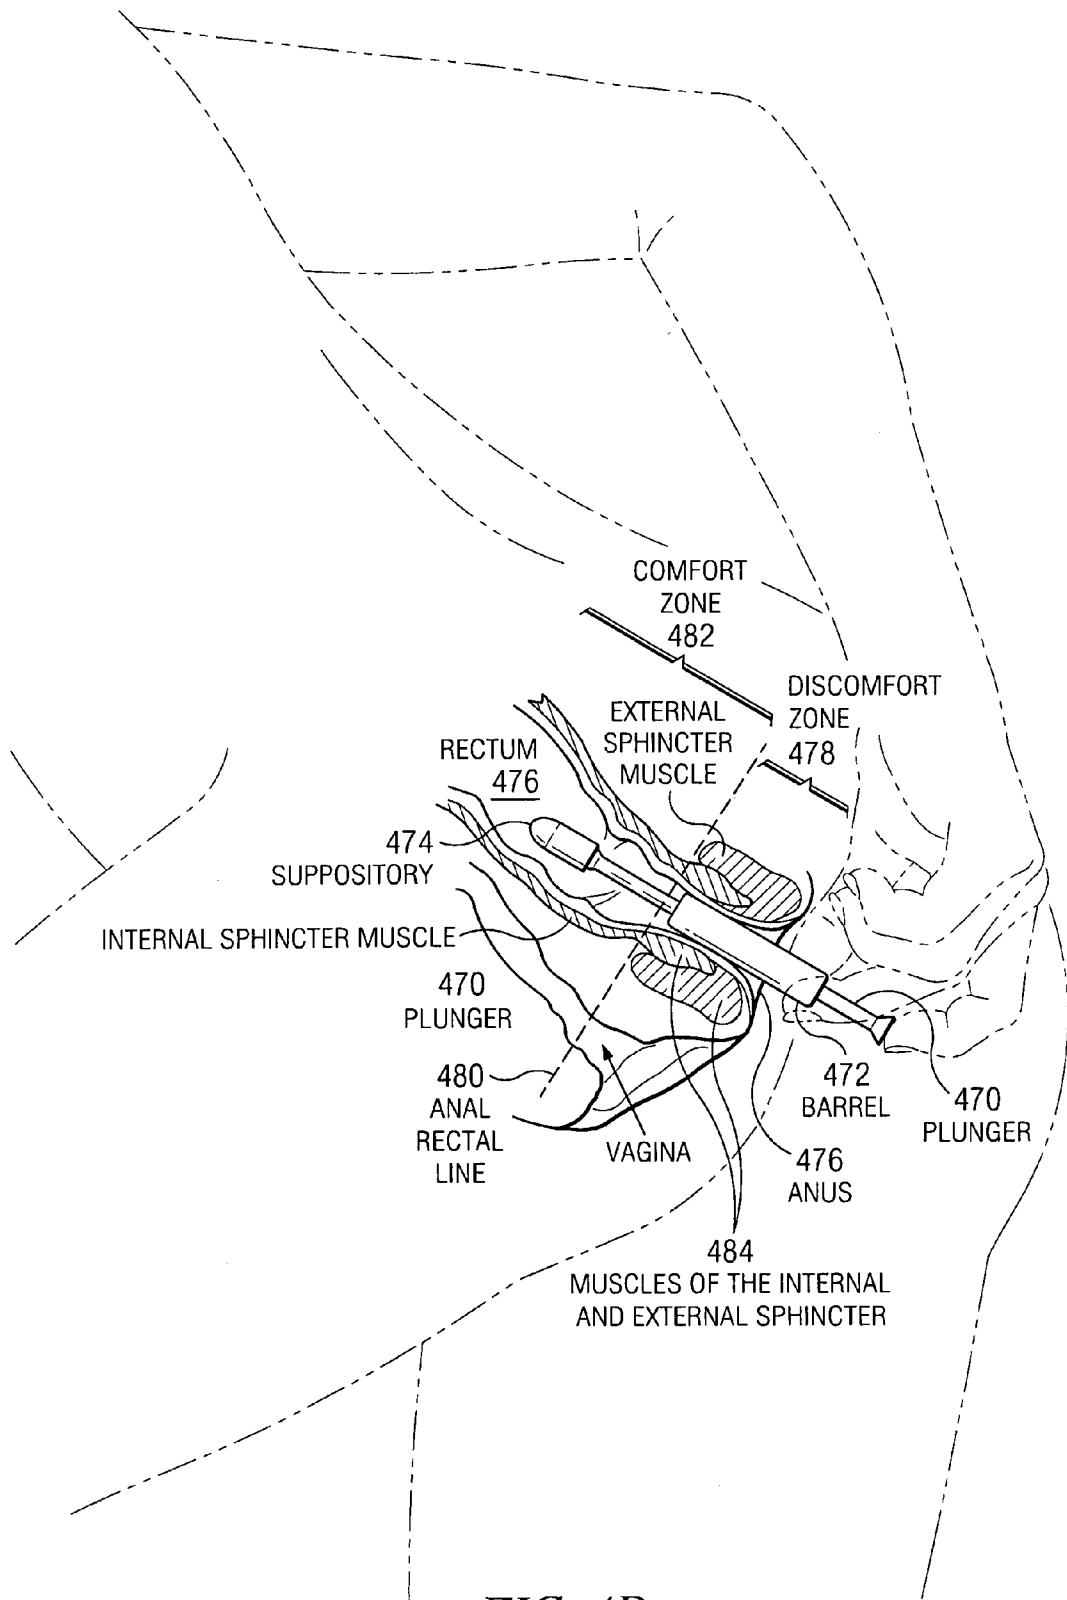 COMFORT
ZONE
482
DISCOMFORT
ZONE
478
EXTERNAL
SPHINCTER
MUSCLE
RECTUM
476
474
SUPPOSITORY
INTERNAL SPHINCTER MUSCLE
470
PLUNGER
480
ANAL
RECTAL
LINE
VAGINA
472
BARREL
470
PLUNGER
476
ANUS
484
MUSCLES OF THE INTERNAL
AND EXTERNAL SPHINCTER